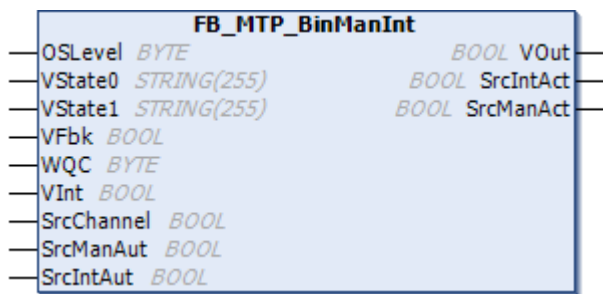 FB_MTP_BinManInt
OSLevel BYTE BOOL VOut
VState0 STRING(255) BOOL SrcIntAct
VState1 STRING(255) BOOL SrcManAct
VFbk BOOL
WQC BYTE
VInt BOOL
SrcChannel BOOL
SrcManAut BOOL
SrcIntAut BOOL